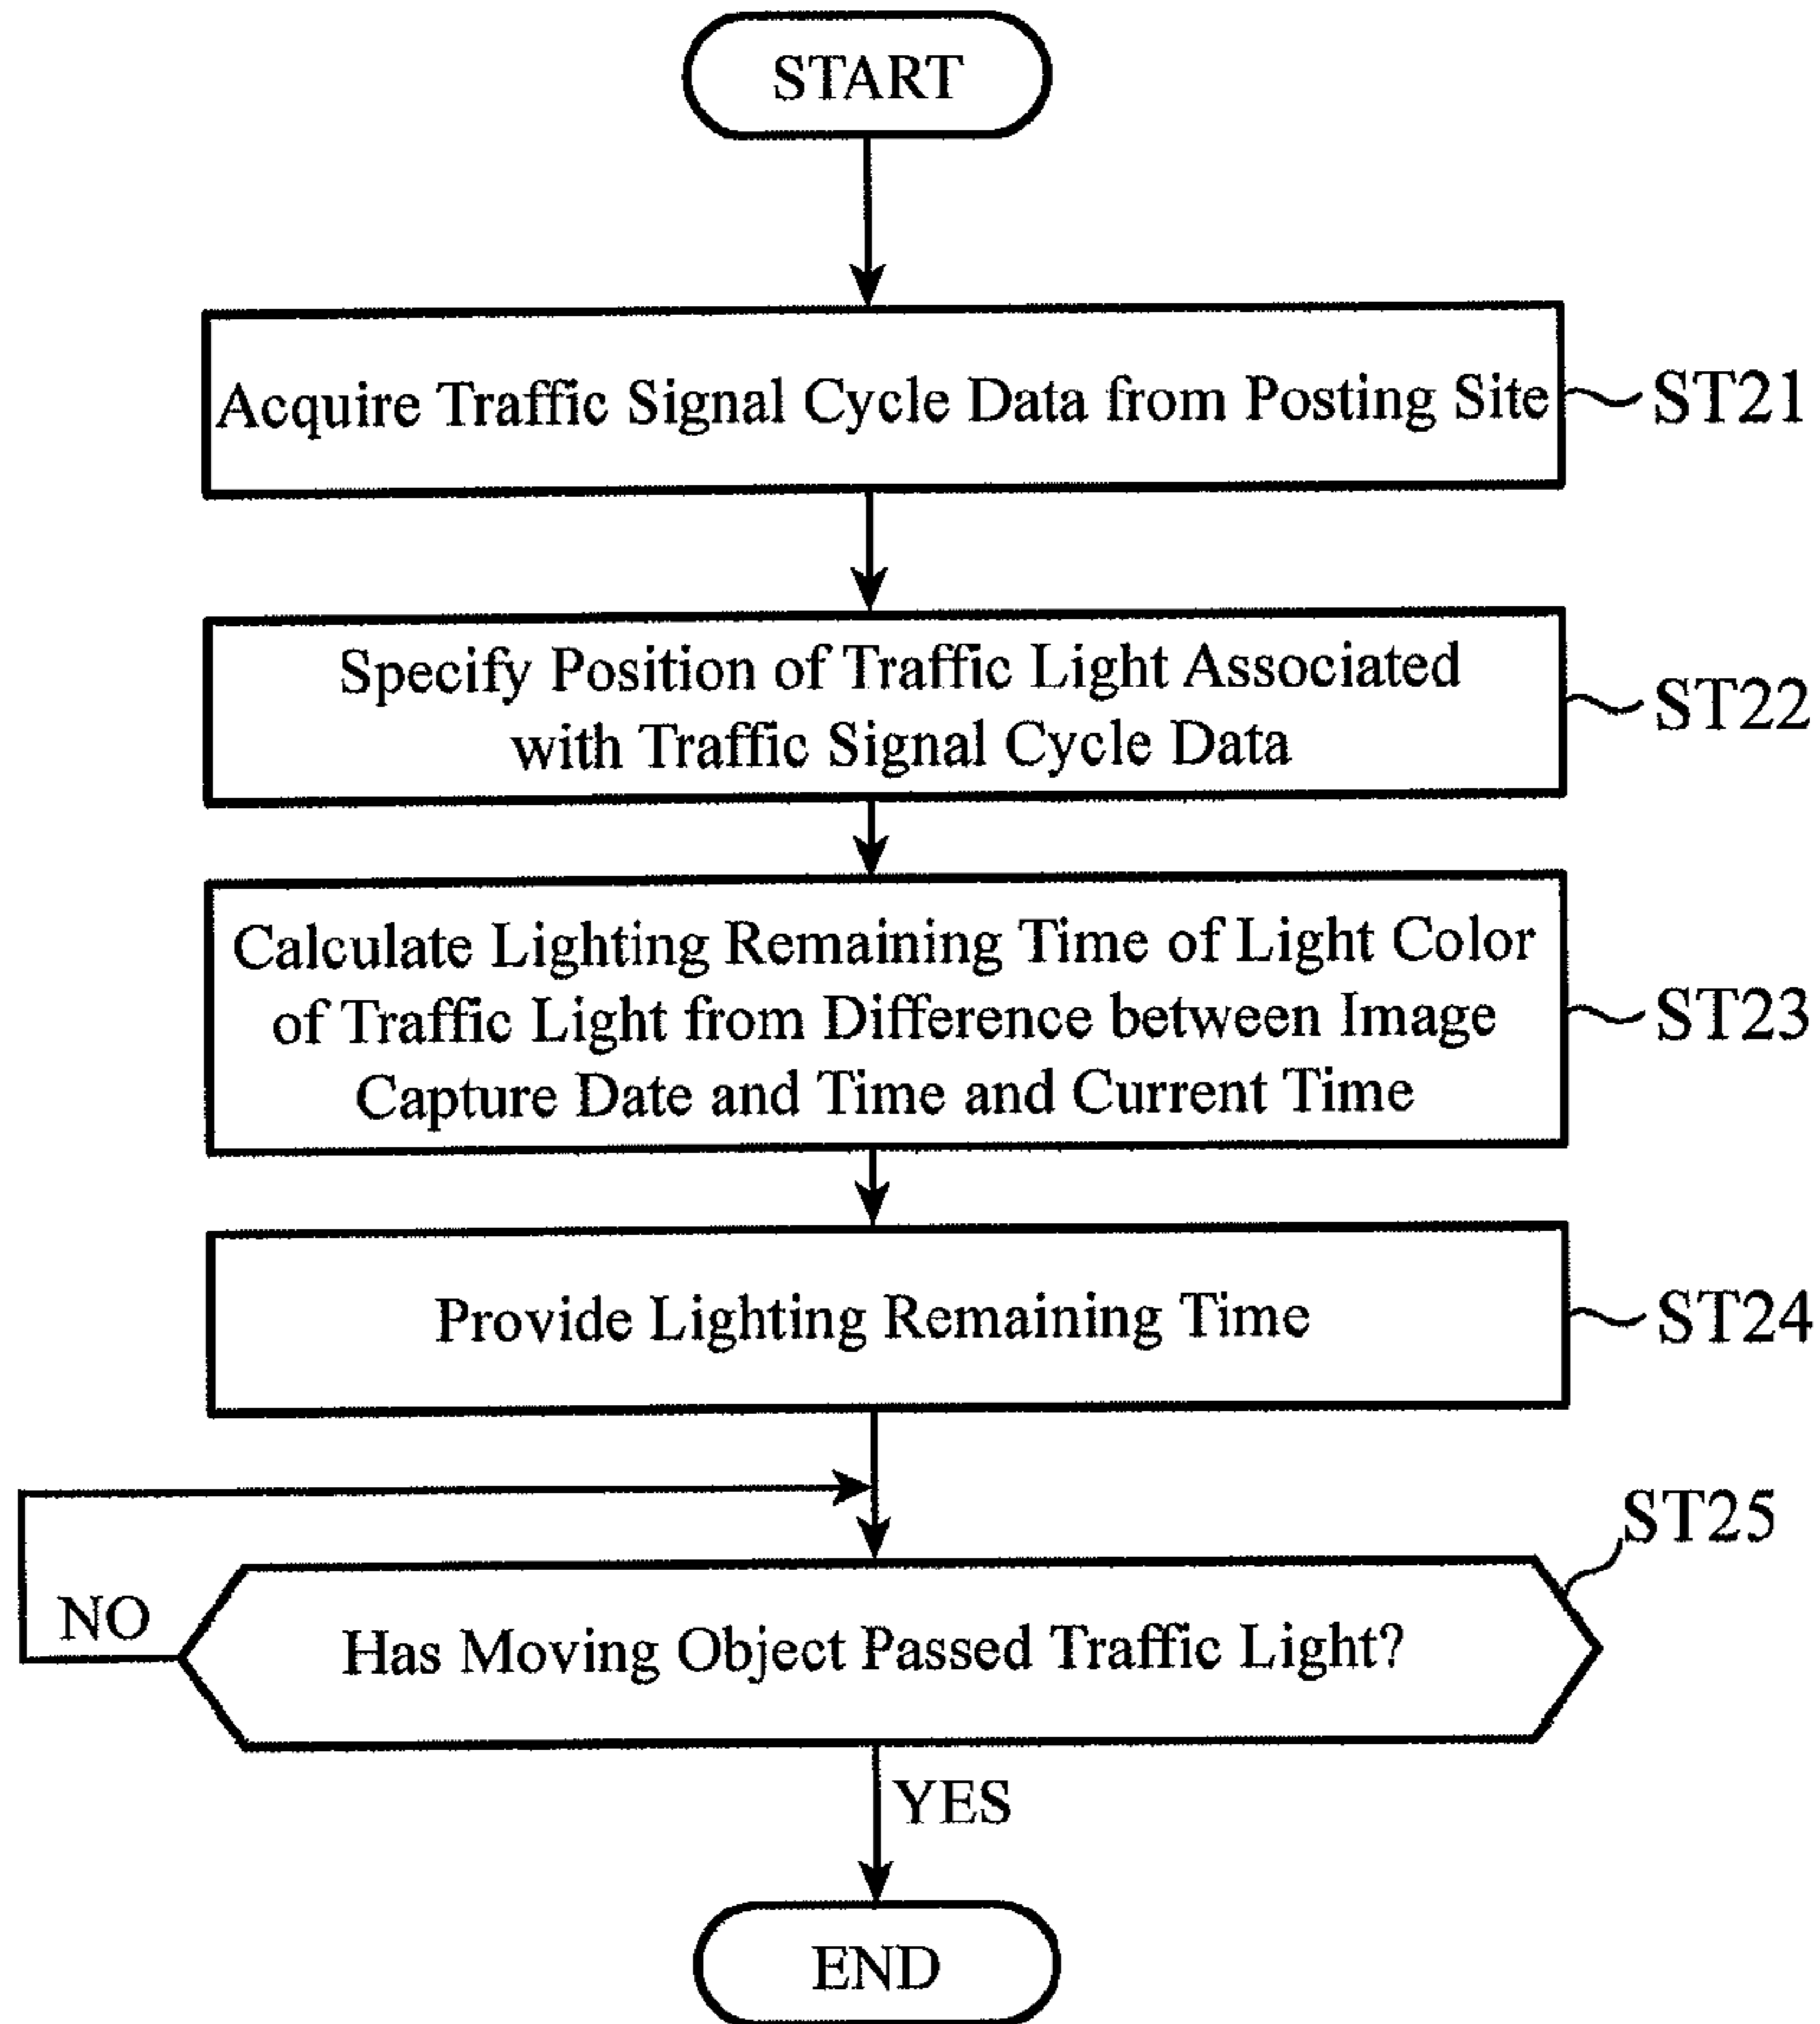 START
Acquire Traffic Signal Cycle Data from Posting Site
ST21
Specify Position of Traffic Light Associated
with Traffic Signal Cycle Data
ST22
Calculate Lighting Remaining Time of Light Color
of Traffic Light from Difference between Image
Capture Date and Time and Current Time
ST23
Provide Lighting Remaining Time
ST24
ST25
NO
Has Moving Object Passed Traffic Light?
YES
END